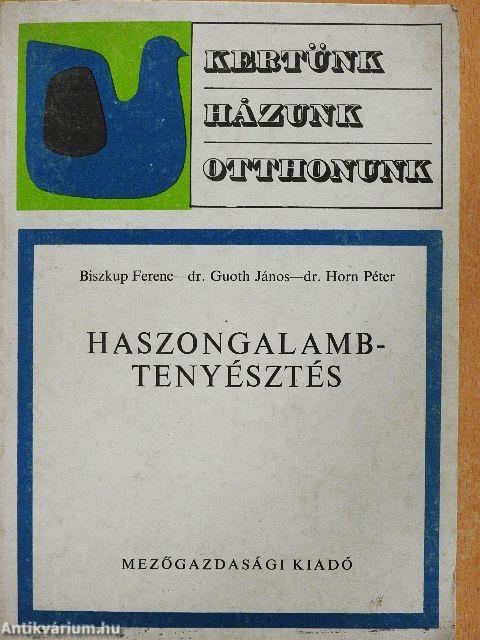 KERTÜNK
HÁZUNK
OTTHONUNK
Biszkup Ferenc—dr. Guoth János—dr. Horn Péter
HASZONGALAMB-
TENYÉSZTÉS
MEZŐGAZDASÁGI KIADÓ
Antikvárium.hu